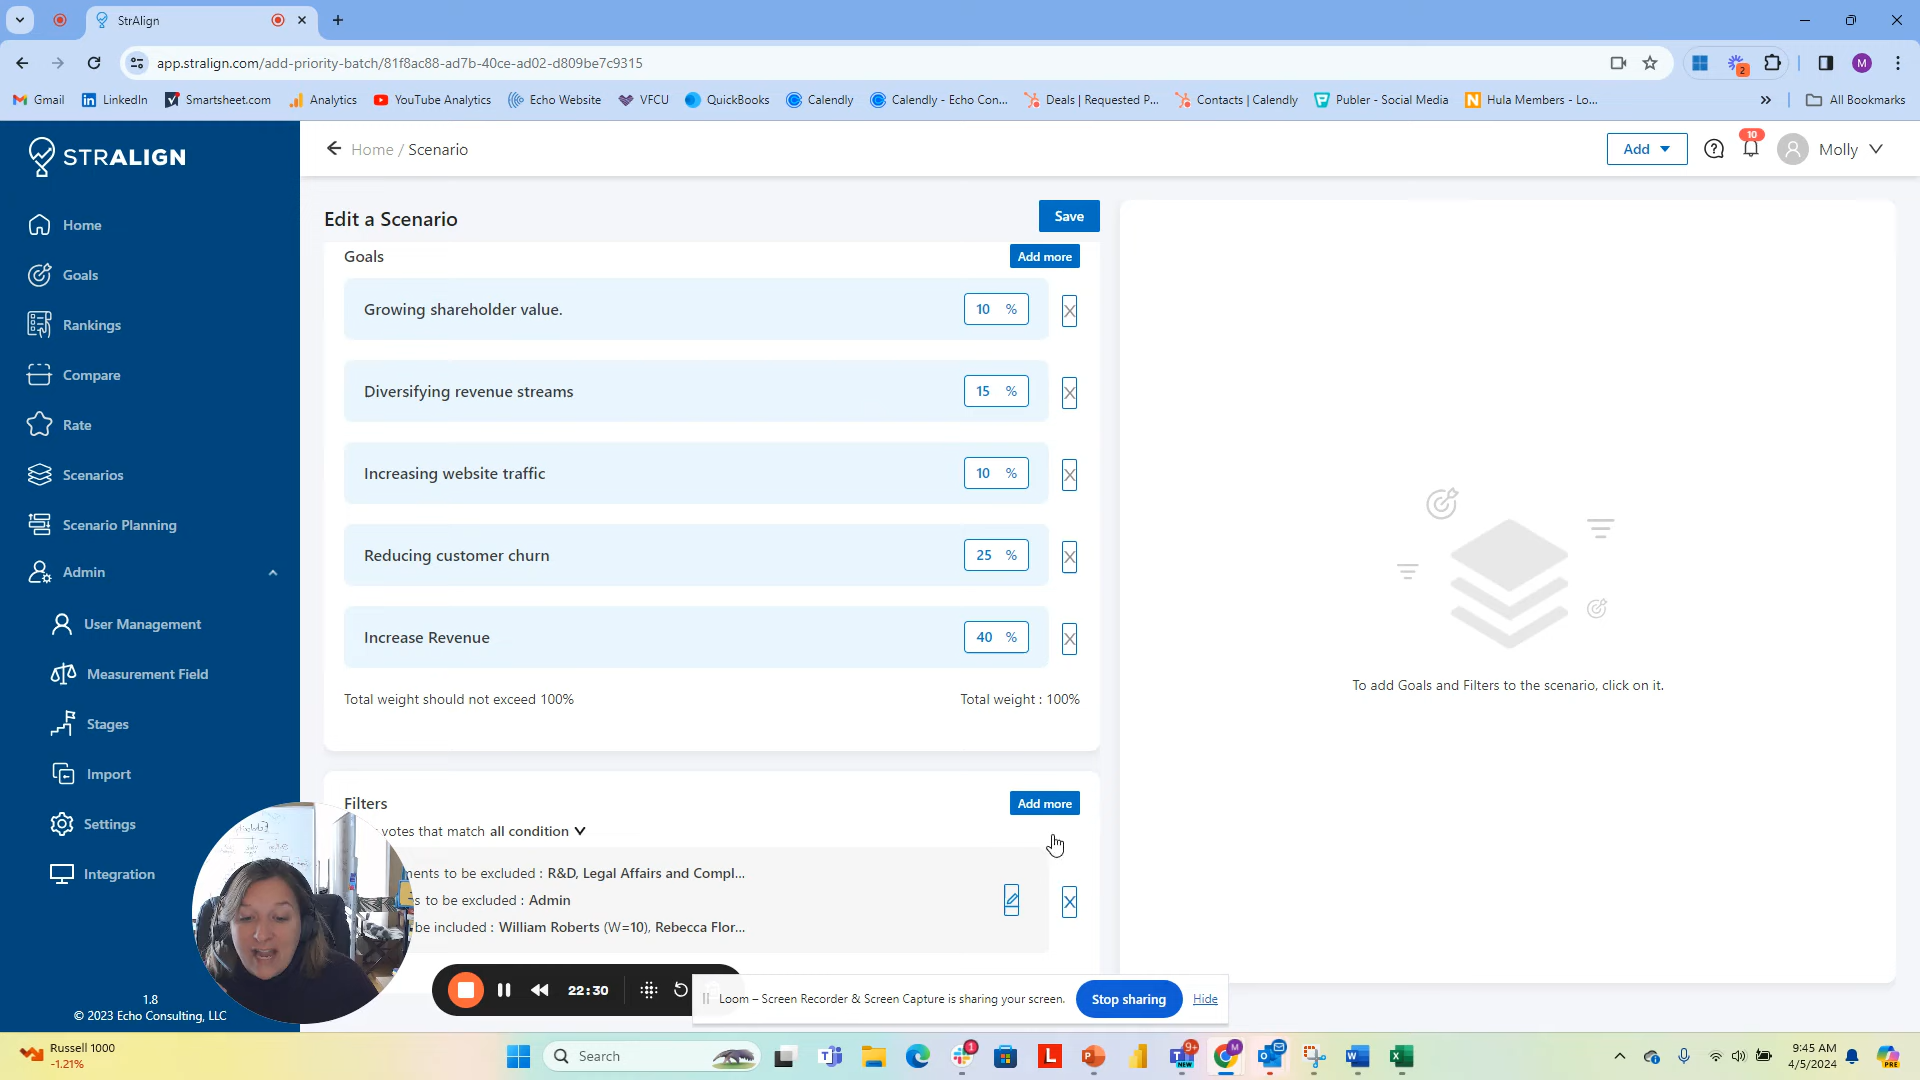 StrAlign
app.stralign.com/add-priority-batch/81f8ac88-ad7b-40ce-ad02-d809be7c9315
2
M
Gmail
LinkedIn
Smartsheet.com
Analytics
YouTube Analytics
Echo Website
VFCU
QuickBooks
Calendly
Calendly - Echo Con...
Deals | Requested P...
Contacts | Calendly
Publer - Social Media
Hula Members - Lo...
All Bookmarks
STRALIGN
Home / Scenario
Add
10
Molly
Home
Goals
Rankings
Compare
Rate
Scenarios
Scenario Planning
Admin
User Management
Measurement Field
Stages
Import
Settings
Integration
1.8
© 2023 Echo Consulting, LLC
Edit a Scenario
Save
Goals
Add more
Growing shareholder value.
10 %
X
Diversifying revenue streams
15 %
X
Increasing website traffic
10 %
X
Reducing customer churn
25 %
X
Increase Revenue
40 %
X
Total weight should not exceed 100%
Total weight : 100%
Filters
Add more
votes that match all condition
to be excluded : R&D, Legal Affairs and Compl...
to be excluded : Admin
be included : William Roberts (W=10), Rebecca Flor...
X
To add Goals and Filters to the scenario, click on it.
22:30
Loom – Screen Recorder & Screen Capture is sharing your screen.
Stop sharing
Hide
Russell 1000
-1.21%
Search
1
L
9+
NEW
M
9:45 AM
4/5/2024
PRE